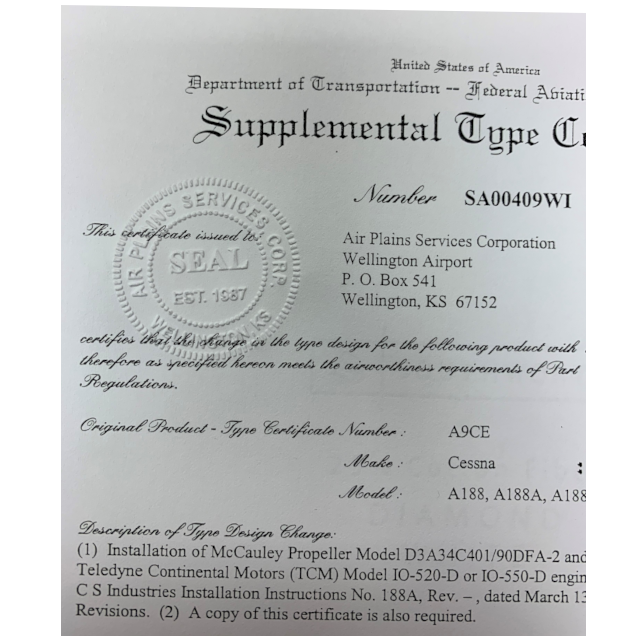 United States of America
Department of Transportation -- Federal Aviati
Supplemental Type Ce
Number SA00409WI
This certificate issued to:
Air Plains Services Corporation
Wellington Airport
P. O. Box 541
Wellington, KS 67152
AIR PLAINS SERVICES CORP.
SEAL
EST. 1987
WELLINGTON KS
certifies that the change in the type design for the following product with
therefore as specified hereon meets the airworthiness requirements of Part
Regulations.
Original Product - Type Certificate Number : A9CE
Make : Cessna
Model : A188, A188A, A188
Description of Type Design Change:
(1) Installation of McCauley Propeller Model D3A34C401/90DFA-2 and
Teledyne Continental Motors (TCM) Model IO-520-D or IO-550-D engin
C S Industries Installation Instructions No. 188A, Rev. – , dated March 13
Revisions. (2) A copy of this certificate is also required.